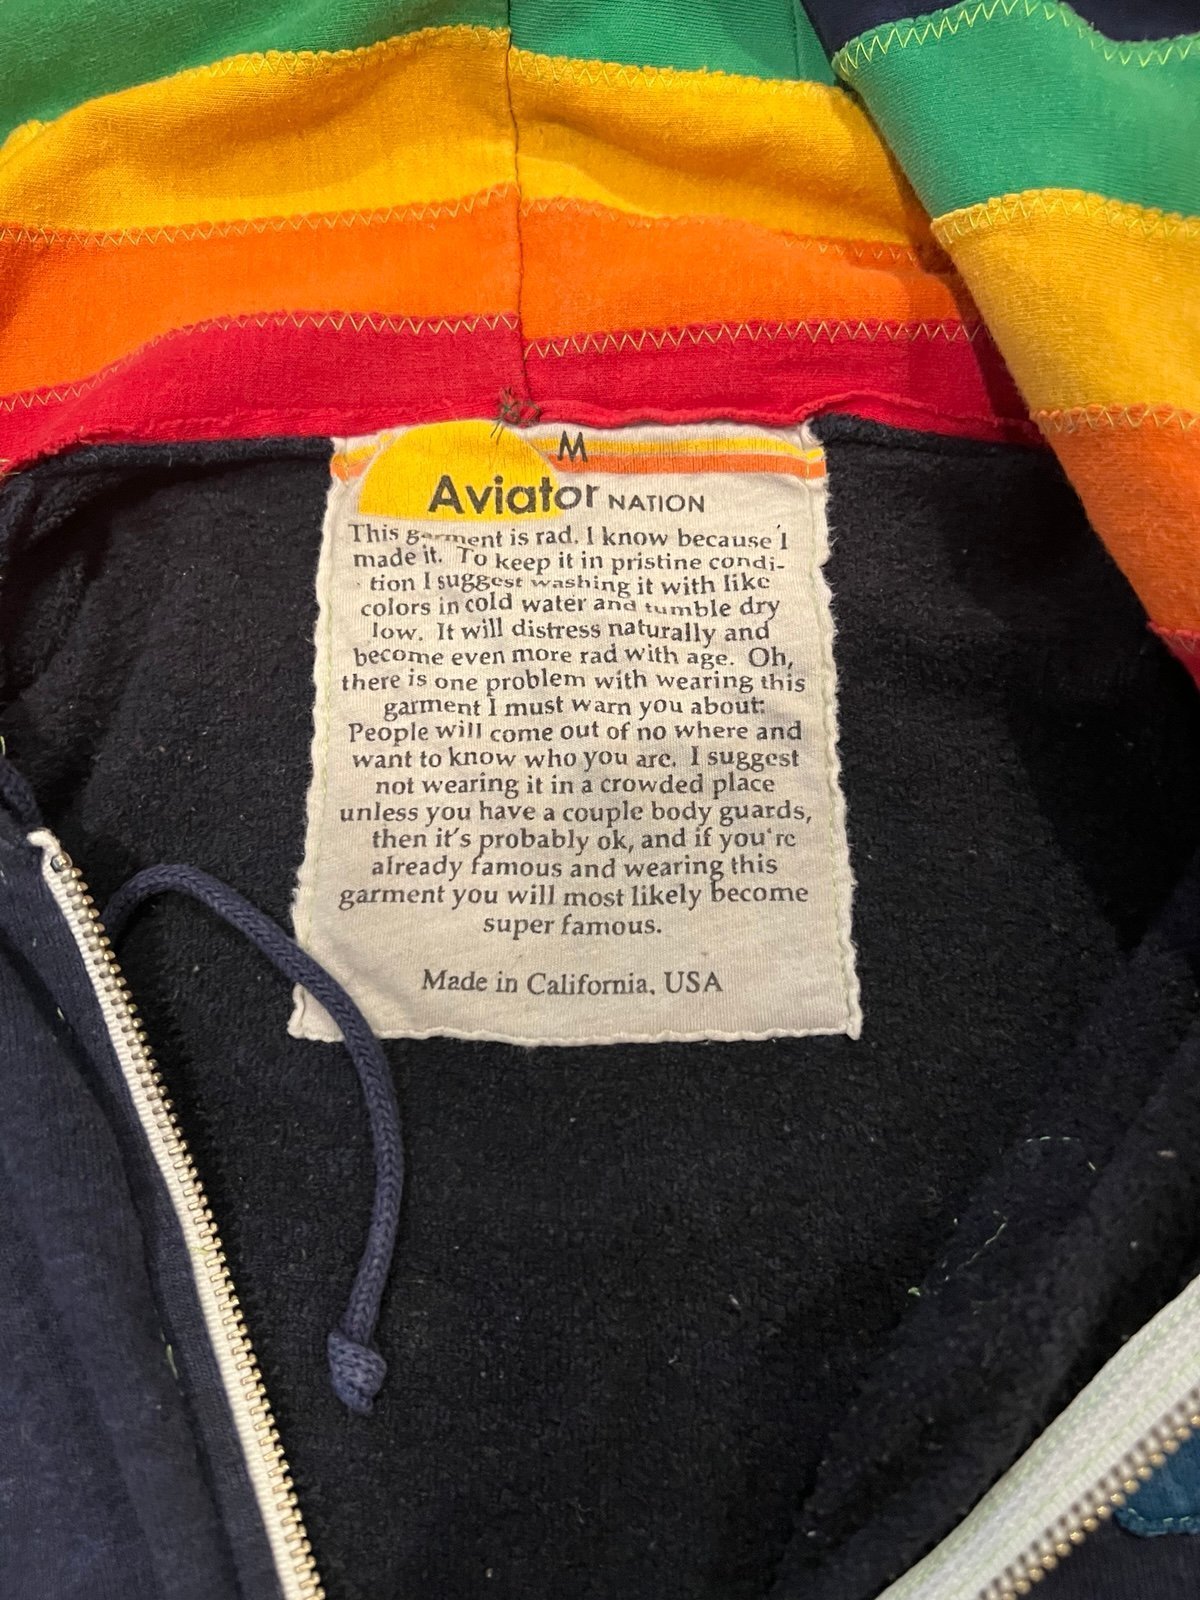 M
Aviator NATION
This garment is rad. I know because I
made it. To keep it in pristine condi-
tion I suggest washing it with like
colors in cold water and tumble dry
low. It will distress naturally and
become even more rad with age. Oh,
there is one problem with wearing this
garment I must warn you about:
People will come out of no where and
want to know who you are. I suggest
not wearing it in a crowded place
unless you have a couple body guards,
then it's probably ok, and if you're
already famous and wearing this
garment you will most likely become
super famous.
Made in California, USA